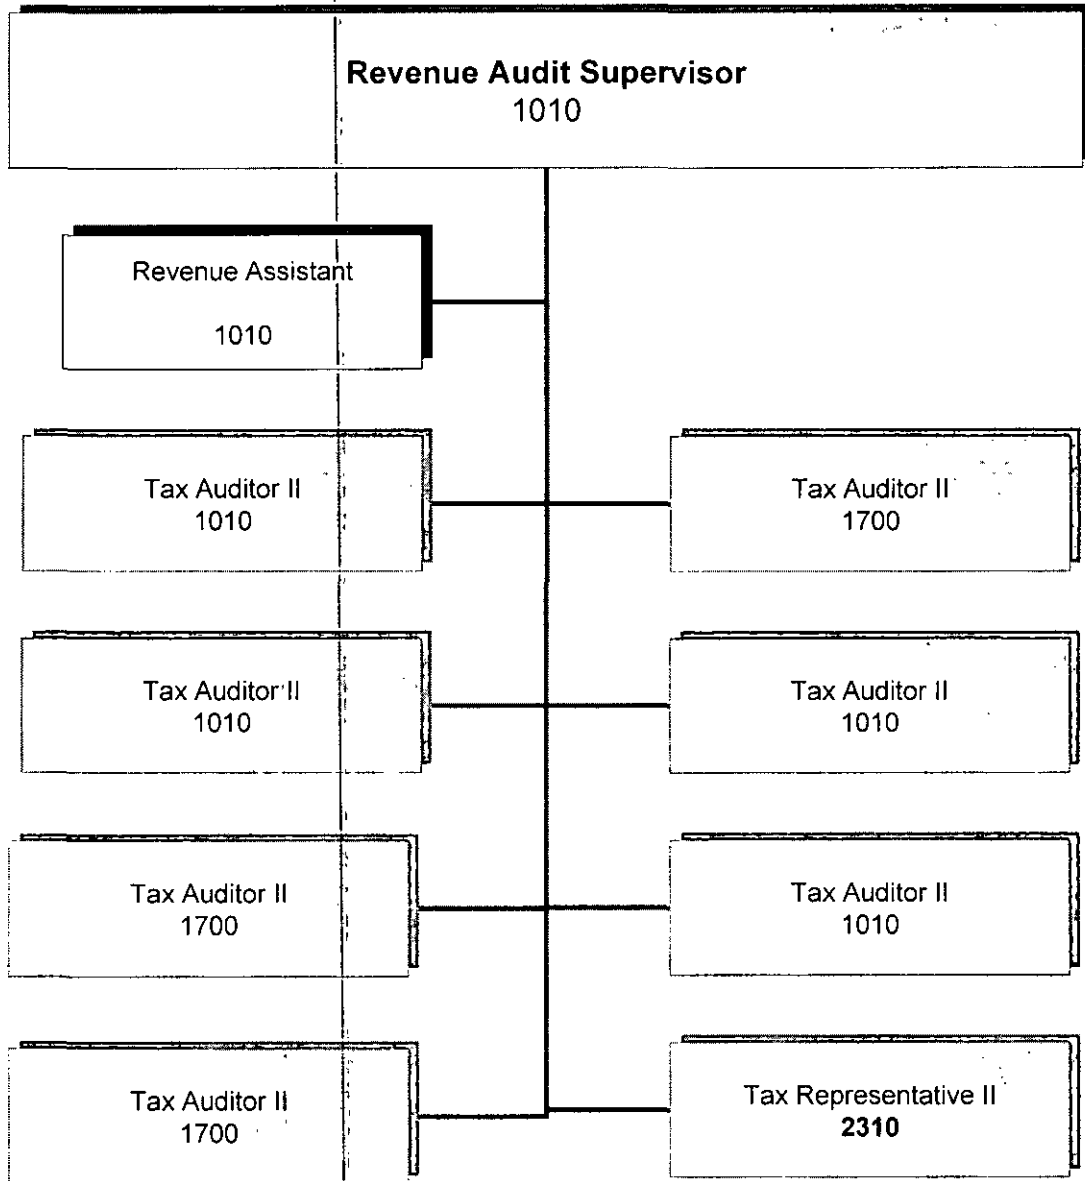 Revenue Audit Supervisor
1010
Revenue Assistant
1010
Tax Auditor II
1010
Tax Auditor II
1700
Tax Auditor II
1010
Tax Auditor II
1010
Tax Auditor II
1700
Tax Auditor II
1010
Tax Auditor II
1700
Tax Representative II
2310